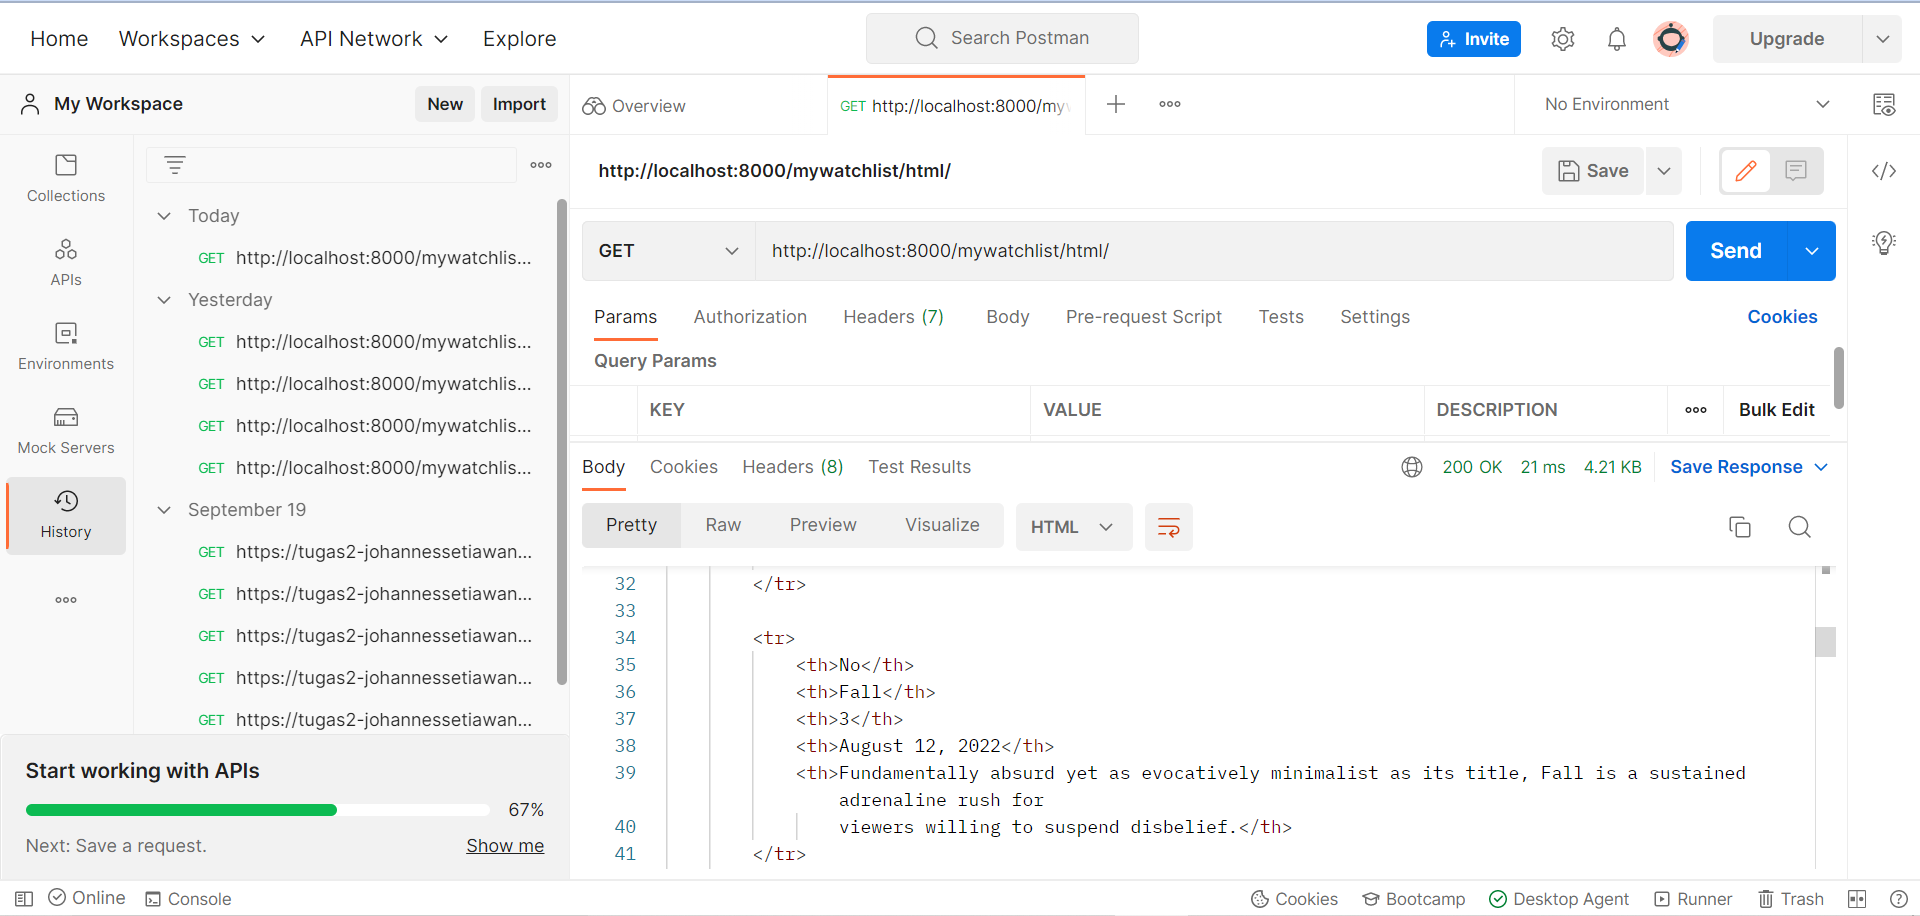 Home Workspaces API Network Explore Search Postman Invite Upgrade
My Workspace New Import Overview GET http://localhost:8000/myw No Environment
http://localhost:8000/mywatchlist/html/ Save
Collections
APIs
Environments
Mock Servers
History
Today
GET http://localhost:8000/mywatchlis...
Yesterday
GET http://localhost:8000/mywatchlis...
GET http://localhost:8000/mywatchlis...
GET http://localhost:8000/mywatchlis...
GET http://localhost:8000/mywatchlis...
September 19
GET https://tugas2-johannessetiawan...
GET https://tugas2-johannessetiawan...
GET https://tugas2-johannessetiawan...
GET https://tugas2-johannessetiawan...
GET https://tugas2-johannessetiawan...
Start working with APIs
67%
Next: Save a request. Show me
GET http://localhost:8000/mywatchlist/html/ Send
Params Authorization Headers (7) Body Pre-request Script Tests Settings Cookies
Query Params
KEY VALUE DESCRIPTION Bulk Edit
Body Cookies Headers (8) Test Results 200 OK 21 ms 4.21 KB Save Response
Pretty Raw Preview Visualize HTML
32 </tr>
33
34 <tr>
35 <th>No</th>
36 <th>Fall</th>
37 <th>3</th>
38 <th>August 12, 2022</th>
39 <th>Fundamentally absurd yet as evocatively minimalist as its title, Fall is a sustained
adrenaline rush for
40 viewers willing to suspend disbelief.</th>
41 </tr>
Online Console Cookies Bootcamp Desktop Agent Runner Trash